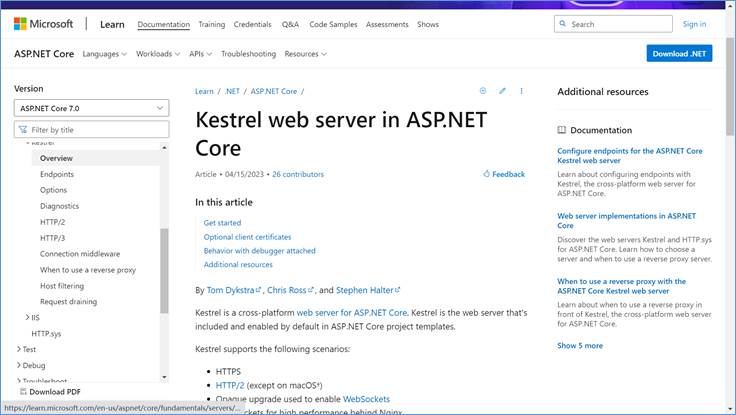 Microsoft Learn Documentation Training Credentials Q&A Code Samples Assessments Shows Search Sign in
ASP.NET Core Languages Workloads APIs Troubleshooting Resources Download .NET
Version
ASP.NET Core 7.0
Filter by title
Kestrel
Overview
Endpoints
Options
Diagnostics
HTTP/2
HTTP/3
Connection middleware
When to use a reverse proxy
Host filtering
Request draining
IIS
HTTP.sys
Test
Debug
Troubleshoot
Download PDF
https://learn.microsoft.com/en-us/aspnet/core/fundamentals/servers/...
Learn / .NET / ASP.NET Core /
Kestrel web server in ASP.NET
Core
Article • 04/15/2023 • 26 contributors
Feedback
In this article
Get started
Optional client certificates
Behavior with debugger attached
Additional resources
By Tom Dykstra, Chris Ross, and Stephen Halter
Kestrel is a cross-platform web server for ASP.NET Core. Kestrel is the web server that's
included and enabled by default in ASP.NET Core project templates.
Kestrel supports the following scenarios:
• HTTPS
• HTTP/2 (except on macOS†)
• Opaque upgrade used to enable WebSockets
sockets for high performance behind Nginx
Additional resources
Documentation
Configure endpoints for the ASP.NET Core
Kestrel web server
Learn about configuring endpoints with
Kestrel, the cross-platform web server for
ASP.NET Core.
Web server implementations in ASP.NET
Core
Discover the web servers Kestrel and HTTP.sys
for ASP.NET Core. Learn how to choose a
server and when to use a reverse proxy server.
When to use a reverse proxy with the
ASP.NET Core Kestrel web server
Learn about when to use a reverse proxy in
front of Kestrel, the cross-platform web server
for ASP.NET Core.
Show 5 more